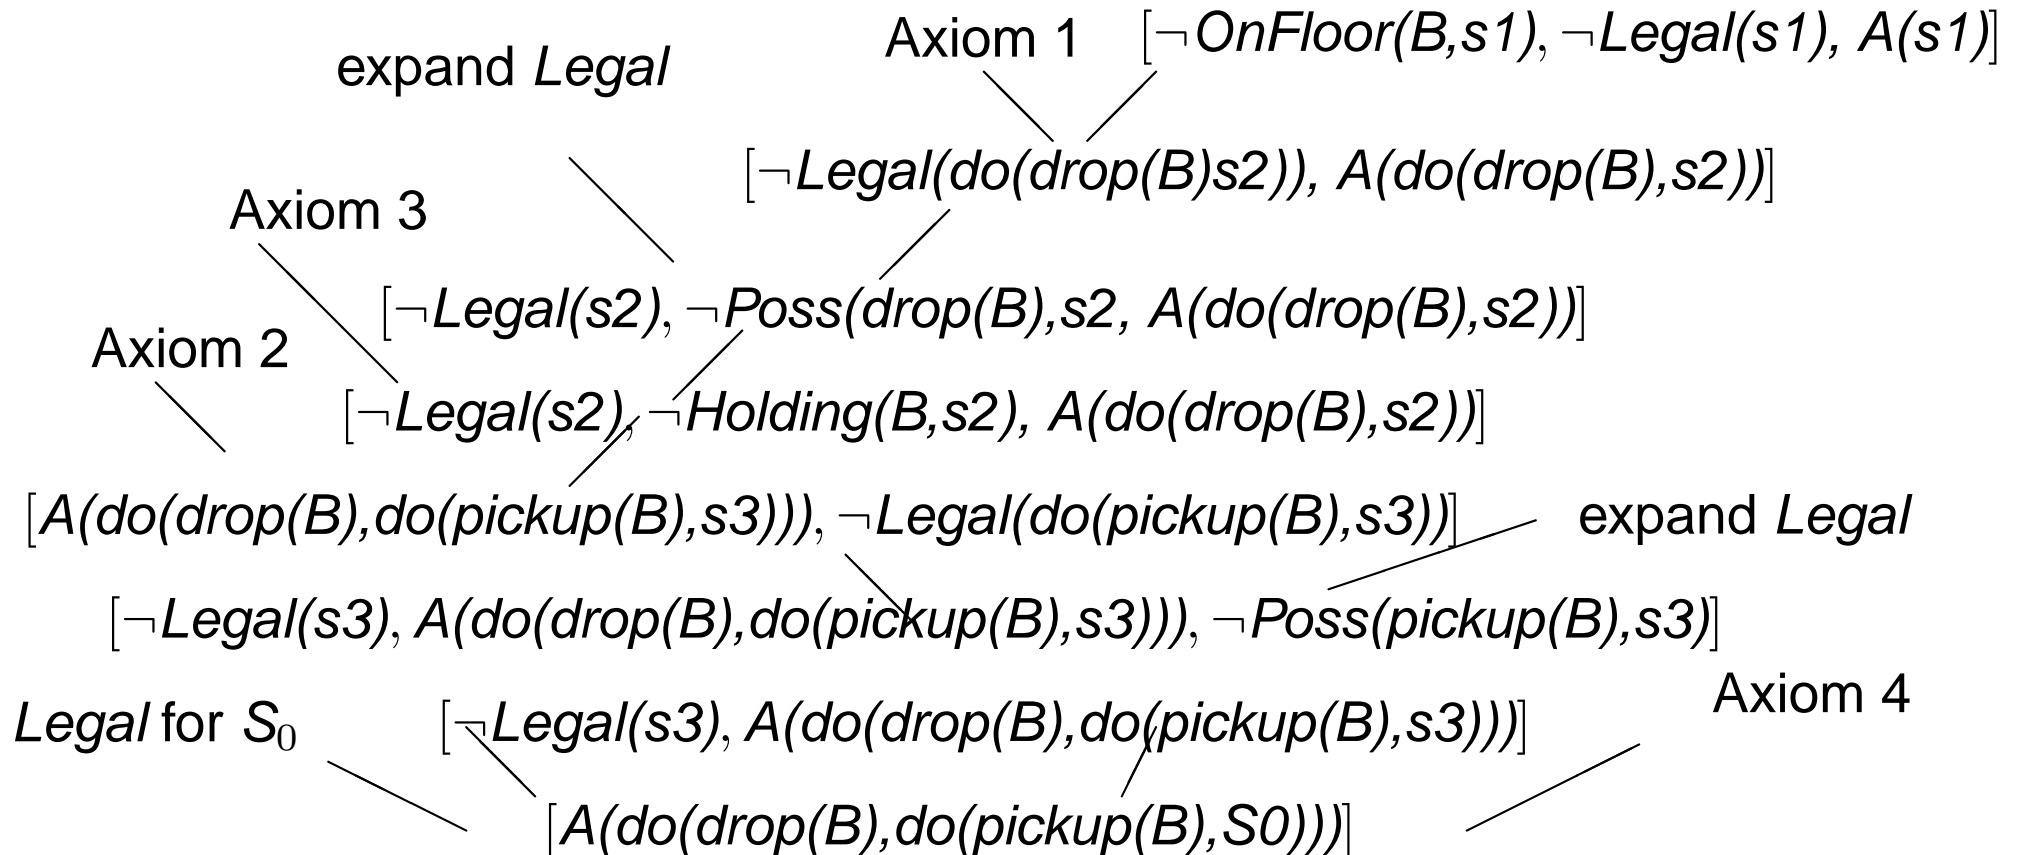 Axiom 1 [¬OnFloor(B,s1), ¬Legal(s1), A(s1)]
expand Legal
[¬Legal(do(drop(B)s2)), A(do(drop(B),s2))]
Axiom 3
[¬Legal(s2), ¬Poss(drop(B),s2, A(do(drop(B),s2))]
Axiom 2
[¬Legal(s2), ¬Holding(B,s2), A(do(drop(B),s2))]
[A(do(drop(B),do(pickup(B),s3))), ¬Legal(do(pickup(B),s3))] expand Legal
[¬Legal(s3), A(do(drop(B),do(pickup(B),s3))), ¬Poss(pickup(B),s3)]
Axiom 4
Legal for S₀ [¬Legal(s3), A(do(drop(B),do(pickup(B),s3)))]
[A(do(drop(B),do(pickup(B),S0)))]